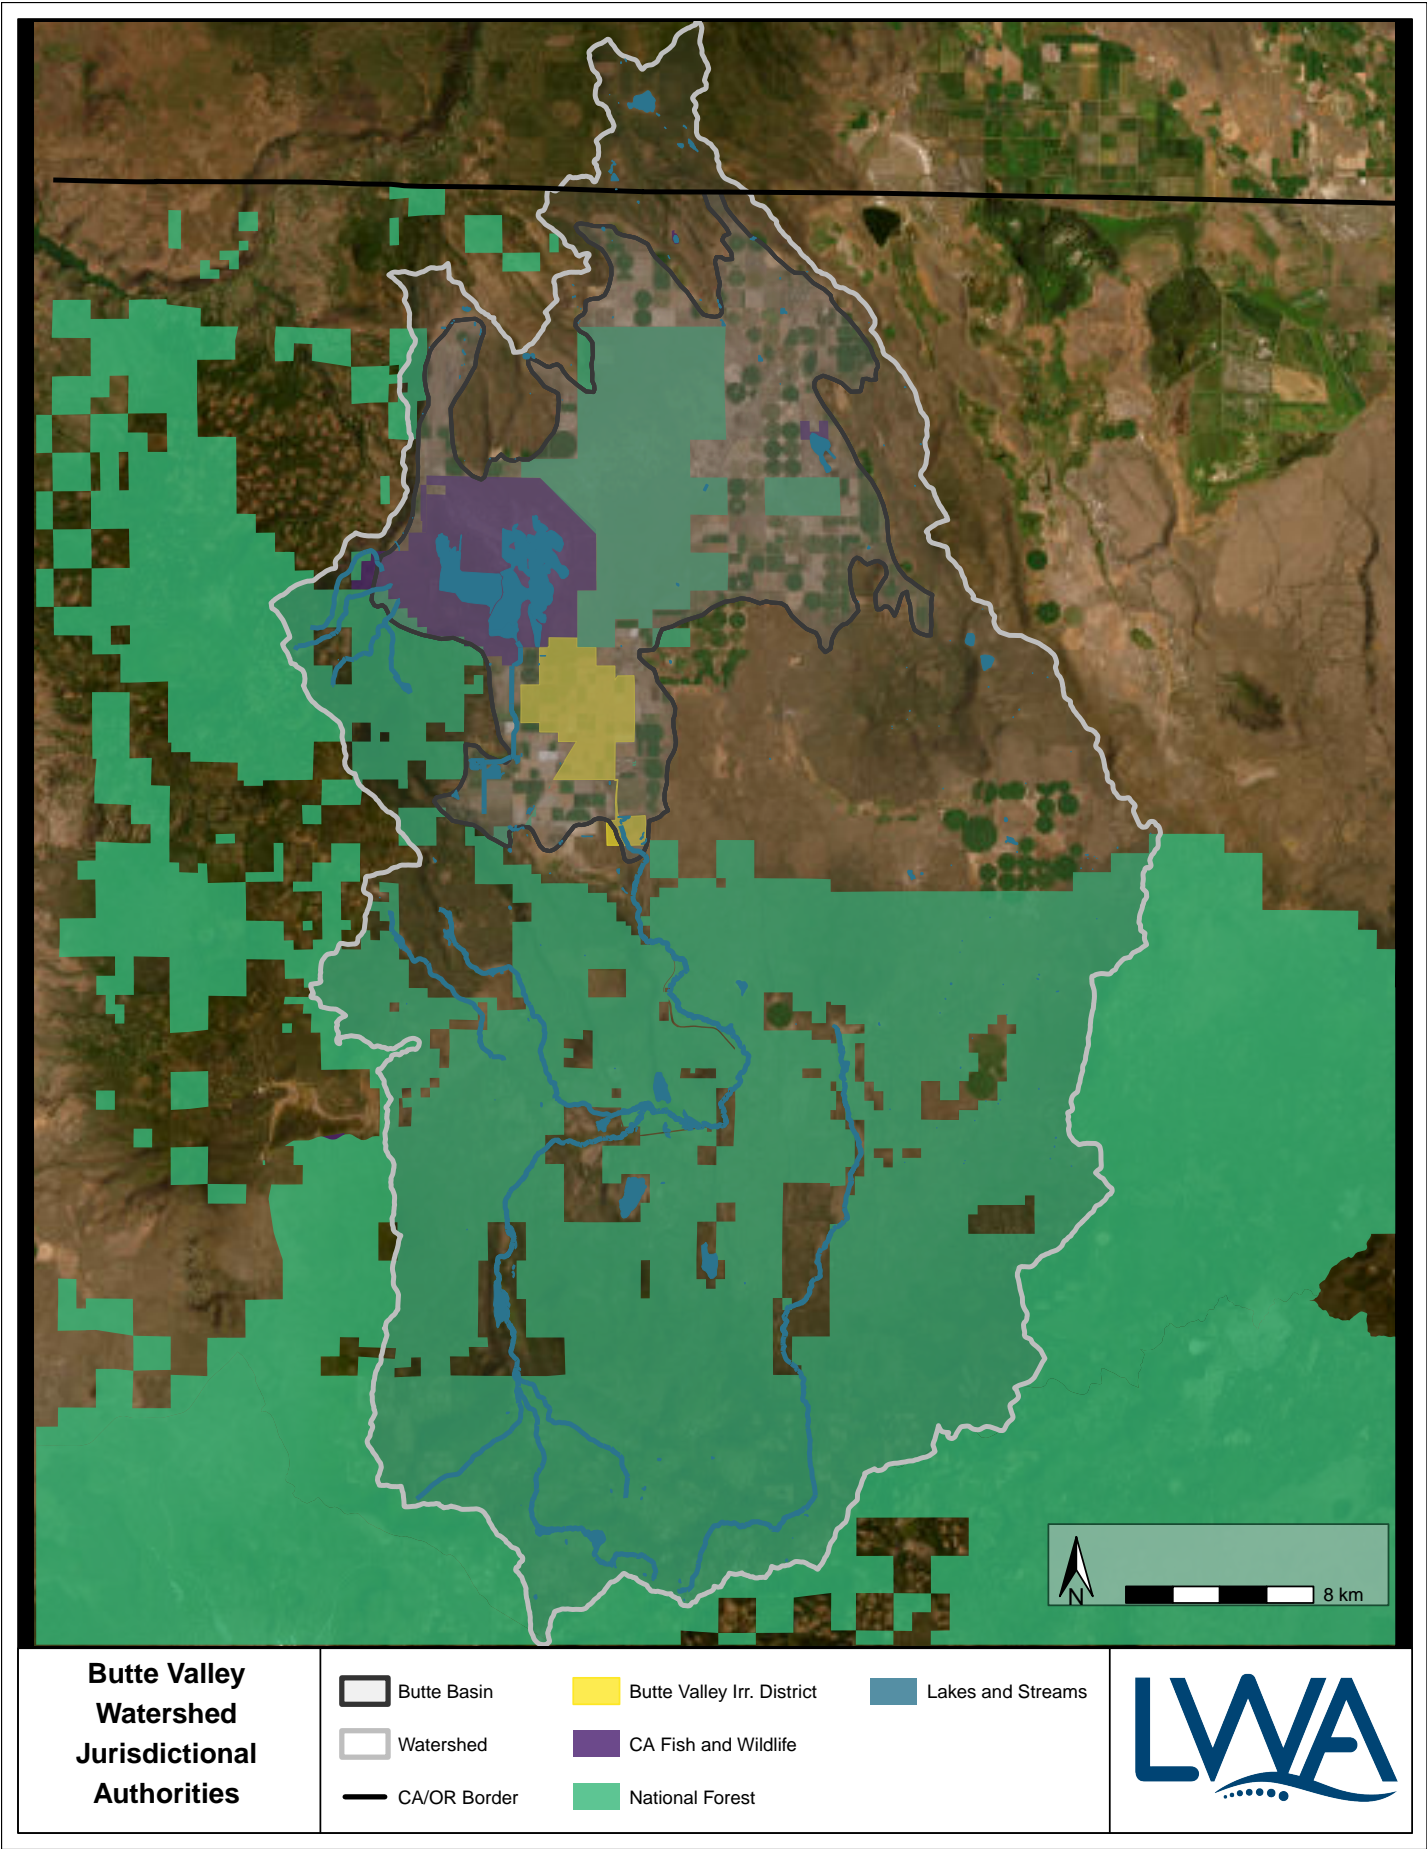 N
8 km
Butte Valley
Watershed
Jurisdictional
Authorities
Butte Basin
Watershed
CA/OR Border
Butte Valley Irr. District
CA Fish and Wildlife
National Forest
Lakes and Streams
LWA